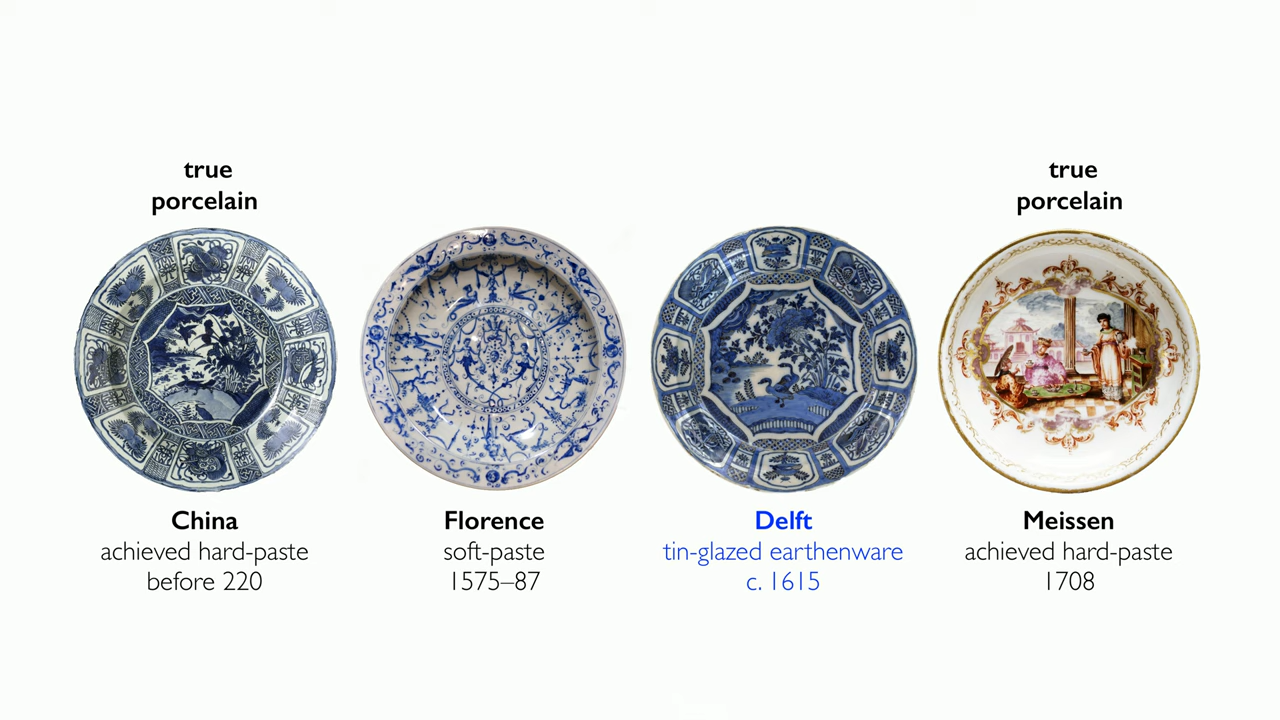 true
porcelain
China
achieved hard-paste
before 220
Florence
soft-paste
1575–87
Delft
tin-glazed earthenware
c. 1615
true
porcelain
Meissen
achieved hard-paste
1708